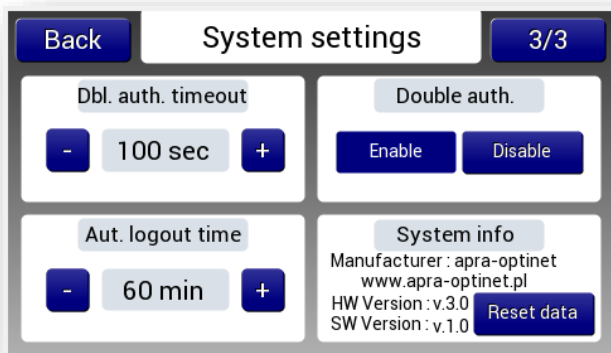 Back
System settings
3/3
Dbl. auth. timeout
- 100 sec +
Double auth.
Enable Disable
Aut. logout time
- 60 min +
System info
Manufacturer : apra-optinet
www.apra-optinet.pl
HW Version : v.3.0
SW Version : v.1.0
Reset data